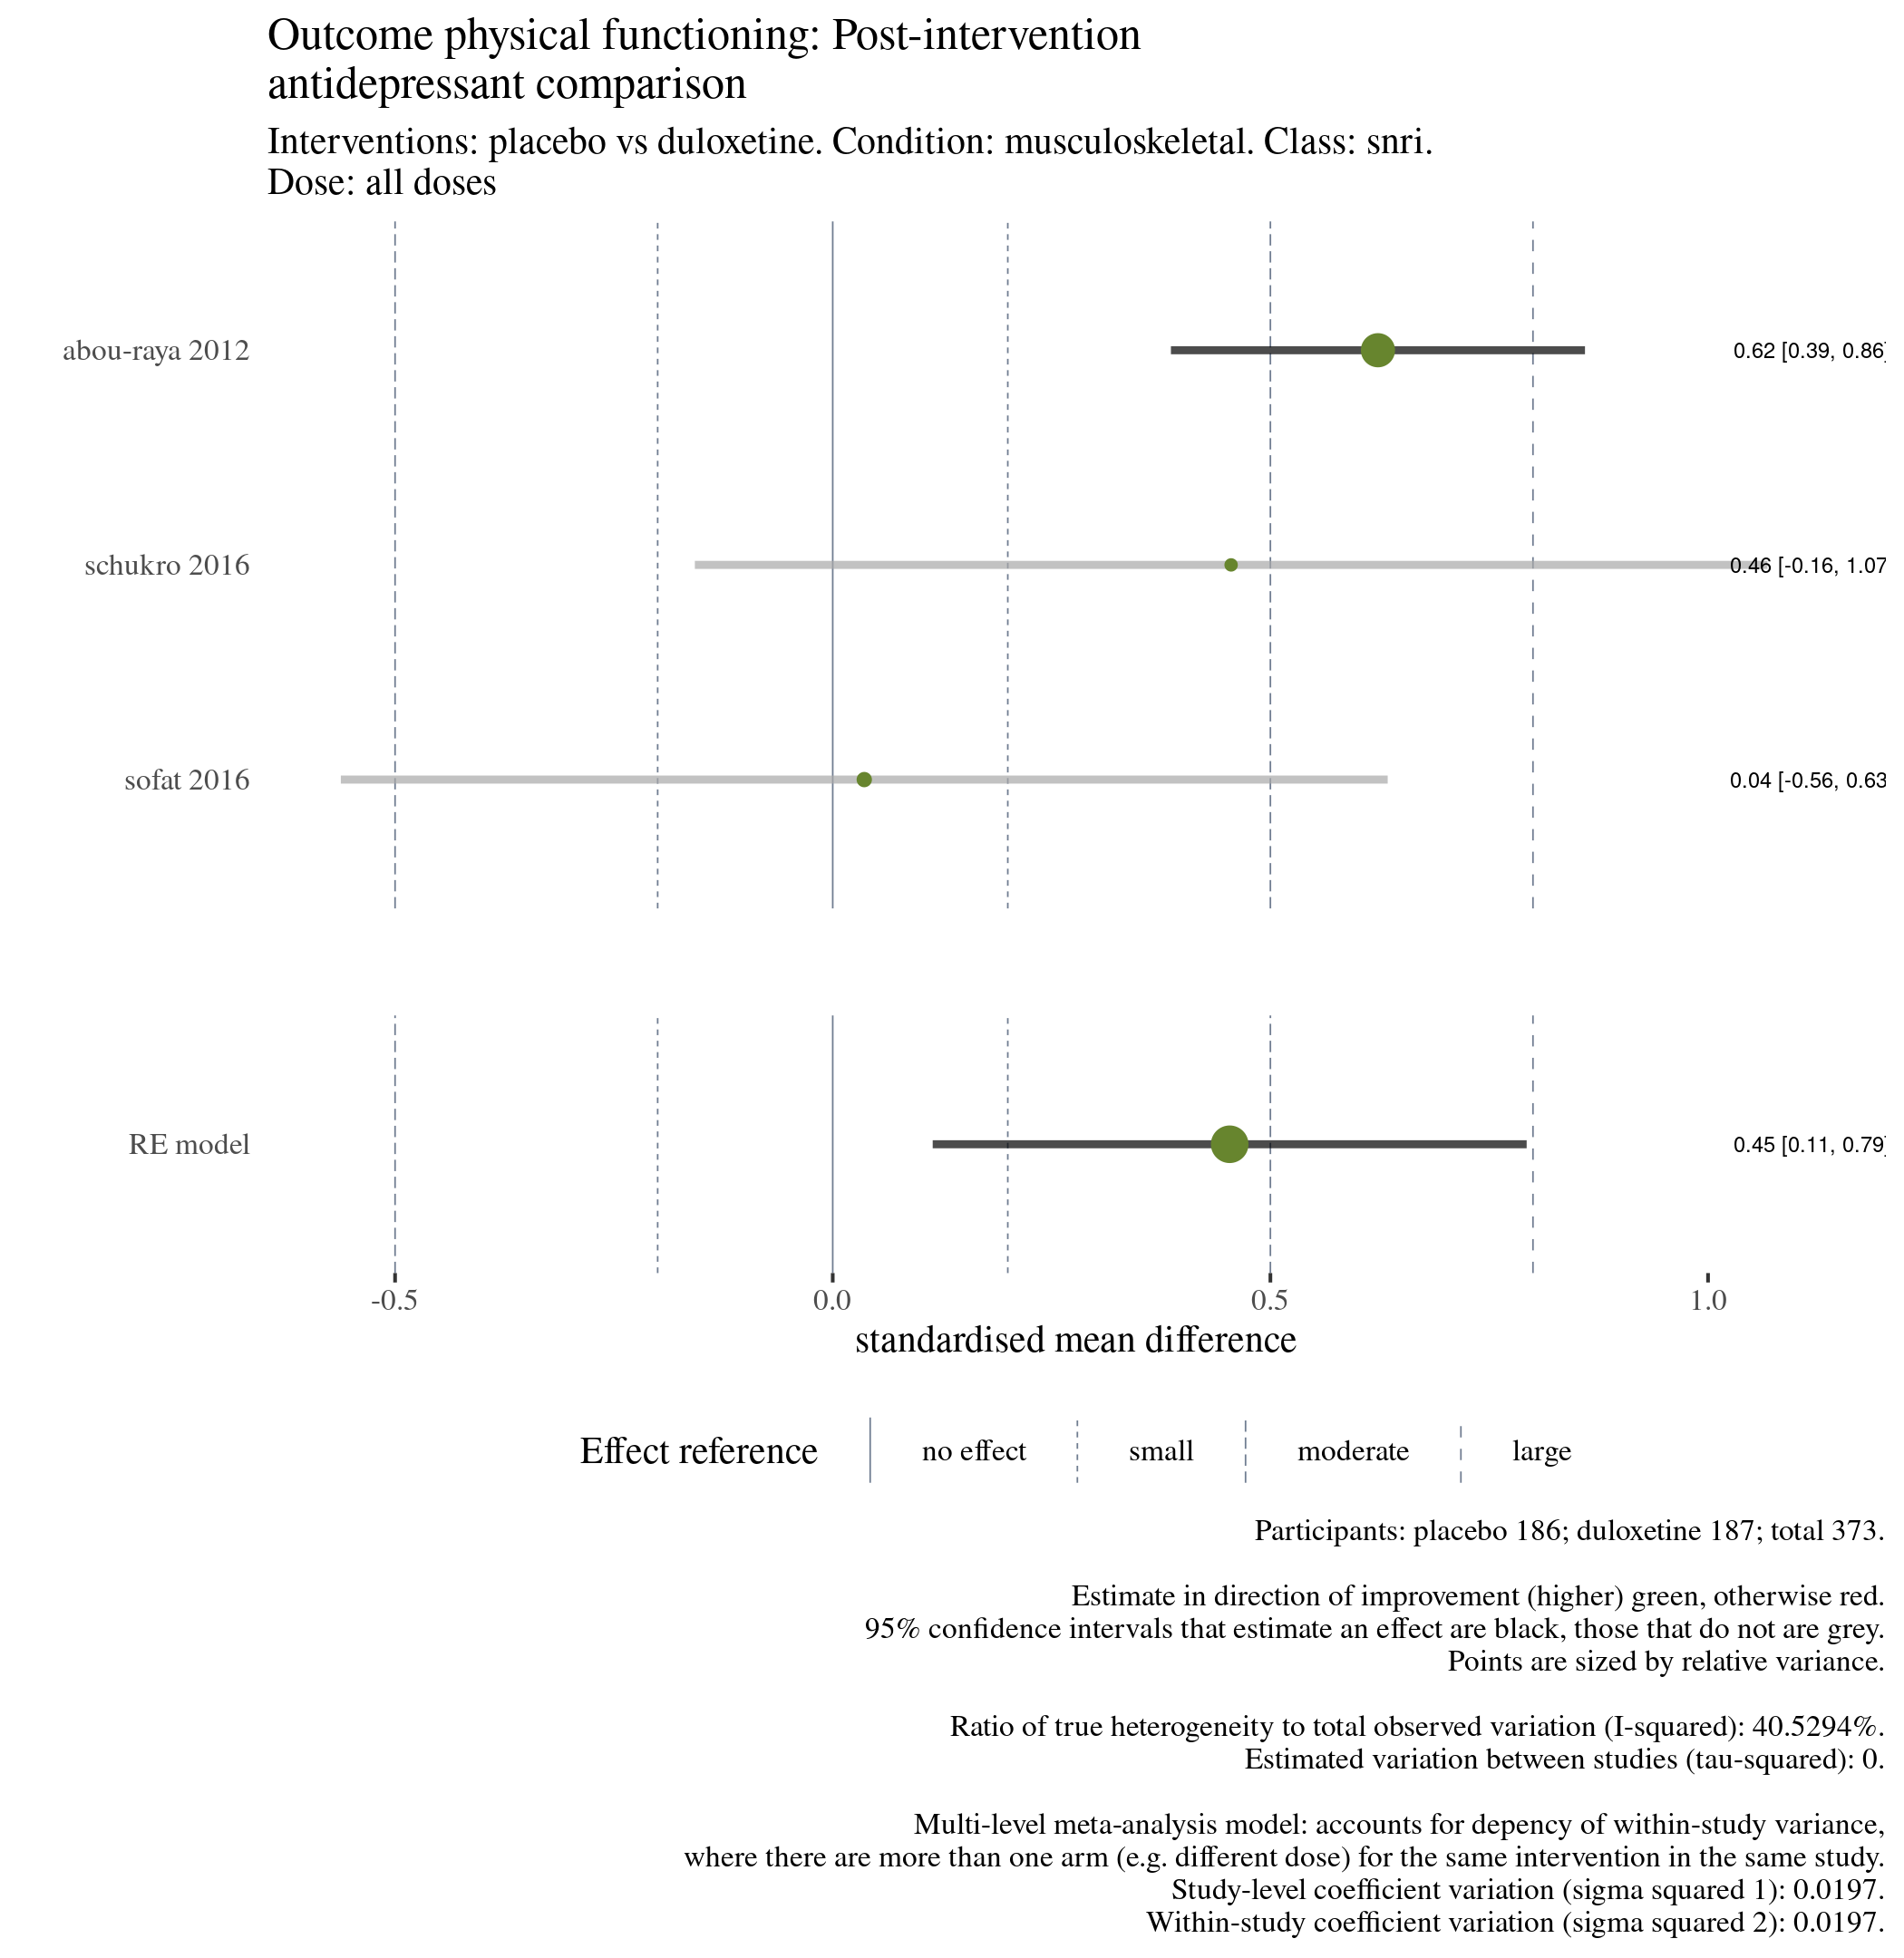 Outcome physical functioning: Post-intervention
antidepressant comparison
Interventions: placebo vs duloxetine. Condition: musculoskeletal. Class: snri.
Dose: all doses
abou-raya 2012
0.62 [0.39, 0.86]
schukro 2016
0.46 [-0.16, 1.07
sofat 2016
0.04 [-0.56, 0.63
RE model
0.45 [0.11, 0.79]
-0.5 0.0 0.5 1.0
standardised mean difference
Effect reference no effect small moderate large
Participants: placebo 186; duloxetine 187; total 373.
Estimate in direction of improvement (higher) green, otherwise red.
95% confidence intervals that estimate an effect are black, those that do not are grey.
Points are sized by relative variance.
Ratio of true heterogeneity to total observed variation (I-squared): 40.5294%.
Estimated variation between studies (tau-squared): 0.
Multi-level meta-analysis model: accounts for depency of within-study variance,
where there are more than one arm (e.g. different dose) for the same intervention in the same study.
Study-level coefficient variation (sigma squared 1): 0.0197.
Within-study coefficient variation (sigma squared 2): 0.0197.